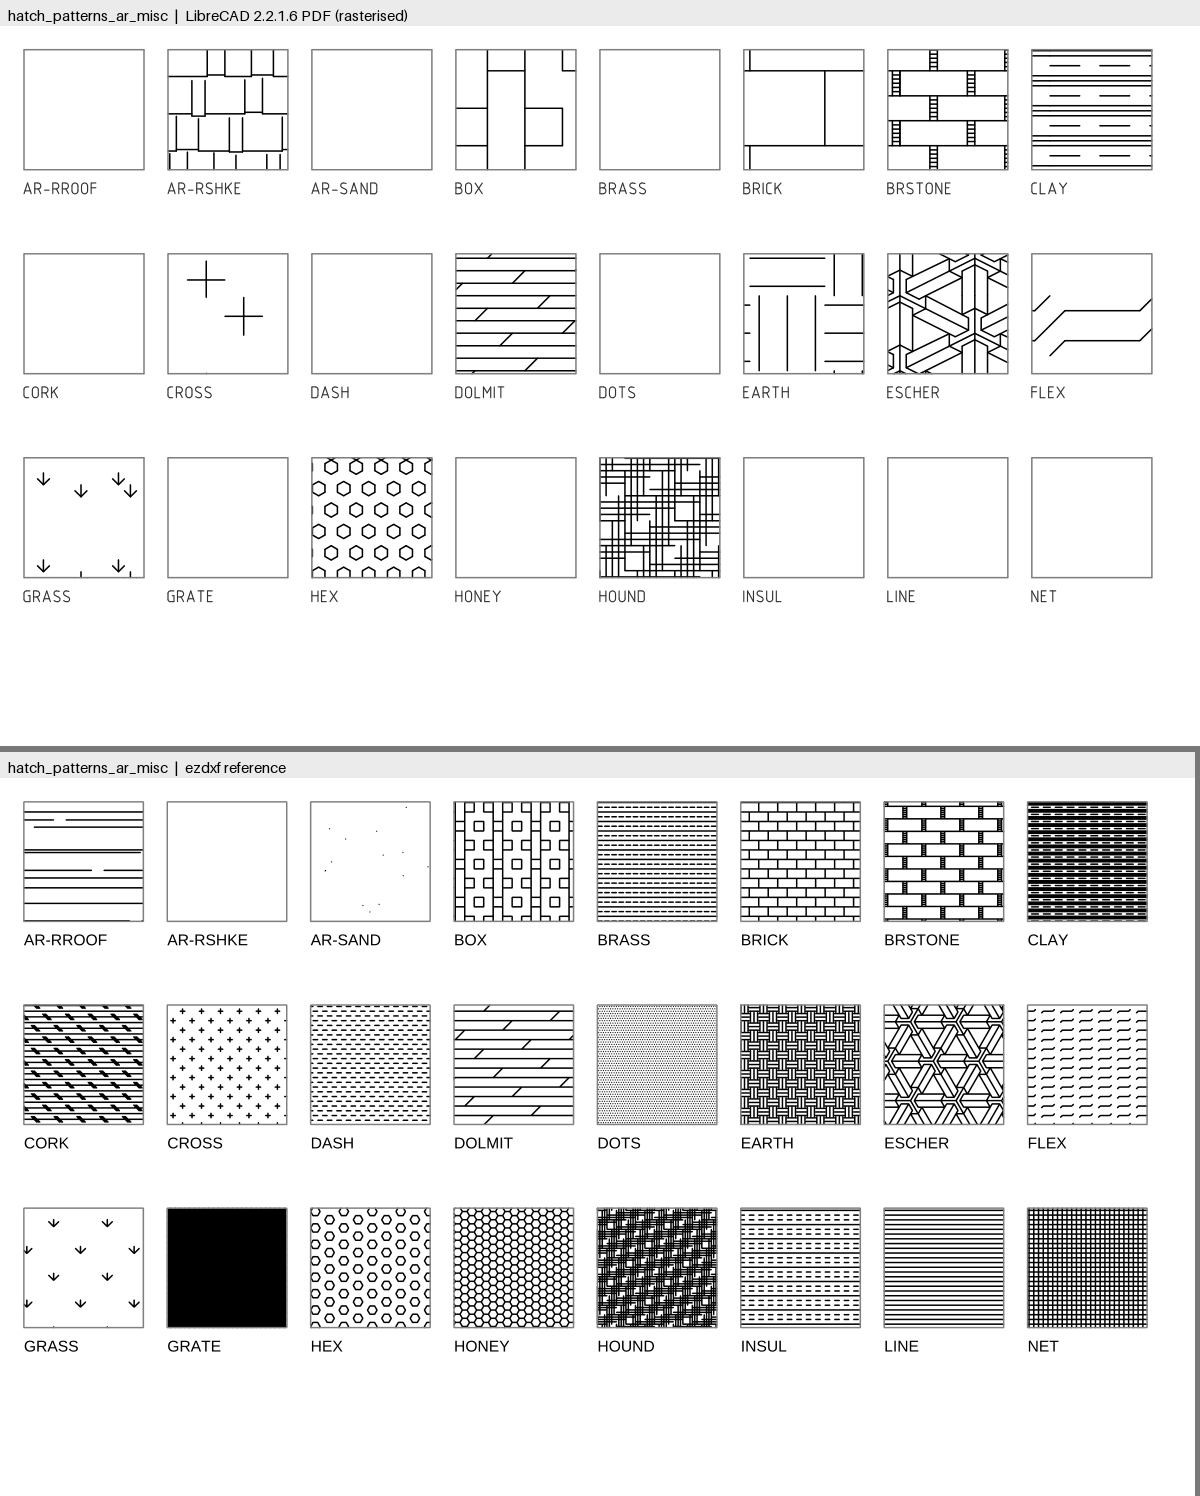 hatch_patterns_ar_misc | LibreCAD 2.2.1.6 PDF (rasterised)
AR-RROOF AR-RSHKE AR-SAND BOX BRASS BRICK BRSTONE CLAY
CORK CROSS DASH DOLMIT DOTS EARTH ESCHER FLEX
GRASS GRATE HEX HONEY HOUND INSUL LINE NET
hatch_patterns_ar_misc | ezdxf reference
AR-RROOF AR-RSHKE AR-SAND BOX BRASS BRICK BRSTONE CLAY
CORK CROSS DASH DOLMIT DOTS EARTH ESCHER FLEX
GRASS GRATE HEX HONEY HOUND INSUL LINE NET